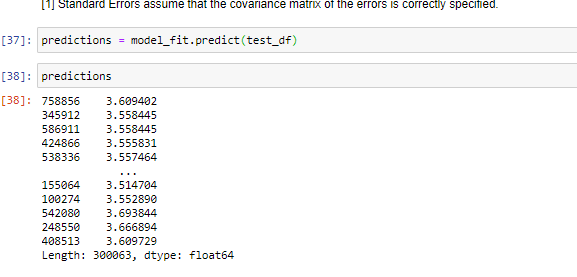 [1] Standard Errors assume that the covariance matrix of the errors is correctly specified.
[37]: predictions = model_fit.predict(test_df)
[38]: predictions
[38]: 758856    3.609402
345912    3.558445
586911    3.558445
424866    3.555831
538336    3.557464
...
155064    3.514704
100274    3.552890
542080    3.693844
248550    3.666894
408513    3.609729
Length: 300063, dtype: float64